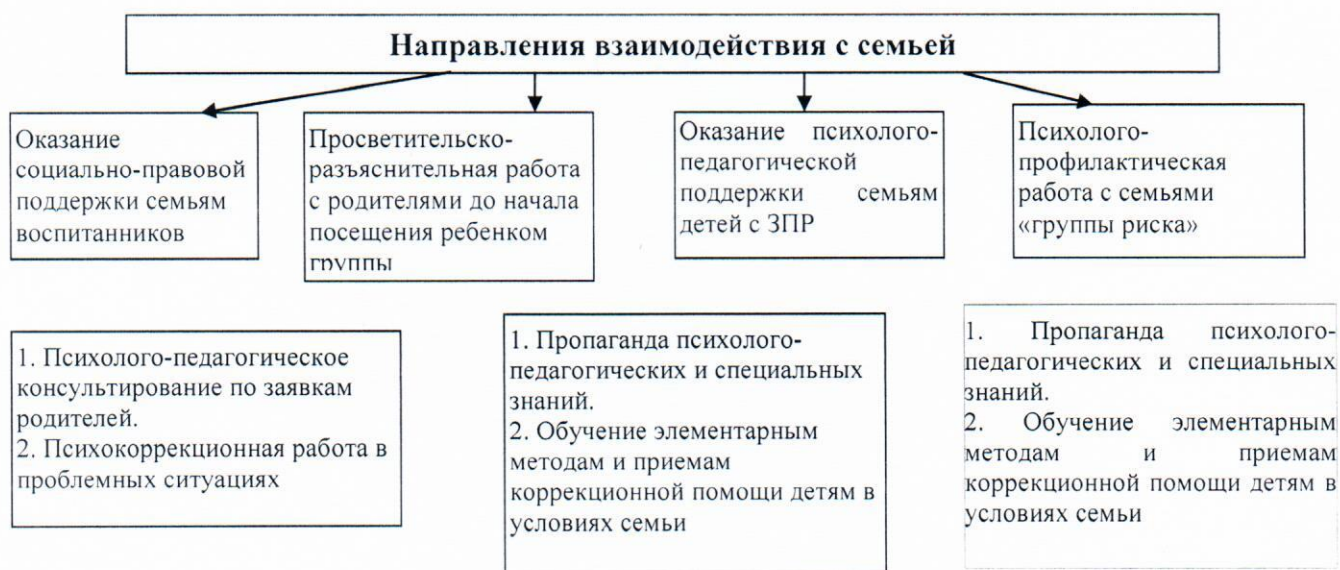 Направления взаимодействия с семьей
Оказание
социально-правовой
поддержки семьям
воспитанников
Просветительско-
разъяснительная работа
с родителями до начала
посещения ребенком
группы
Оказание психолого-
педагогической
поддержки семьям
детей с ЗПР
Психолого-
профилактическая
работа с семьями
«группы риска»
1. Психолого-педагогическое
консультирование по заявкам
родителей.
2. Психокоррекционная работа в
проблемных ситуациях
1. Пропаганда психолого-
педагогических и специальных
знаний.
2. Обучение элементарным
методам и приемам
коррекционной помощи детям в
условиях семьи
1. Пропаганда психолого-
педагогических и специальных
знаний.
2. Обучение элементарным
методам и приемам
коррекционной помощи детям в
условиях семьи